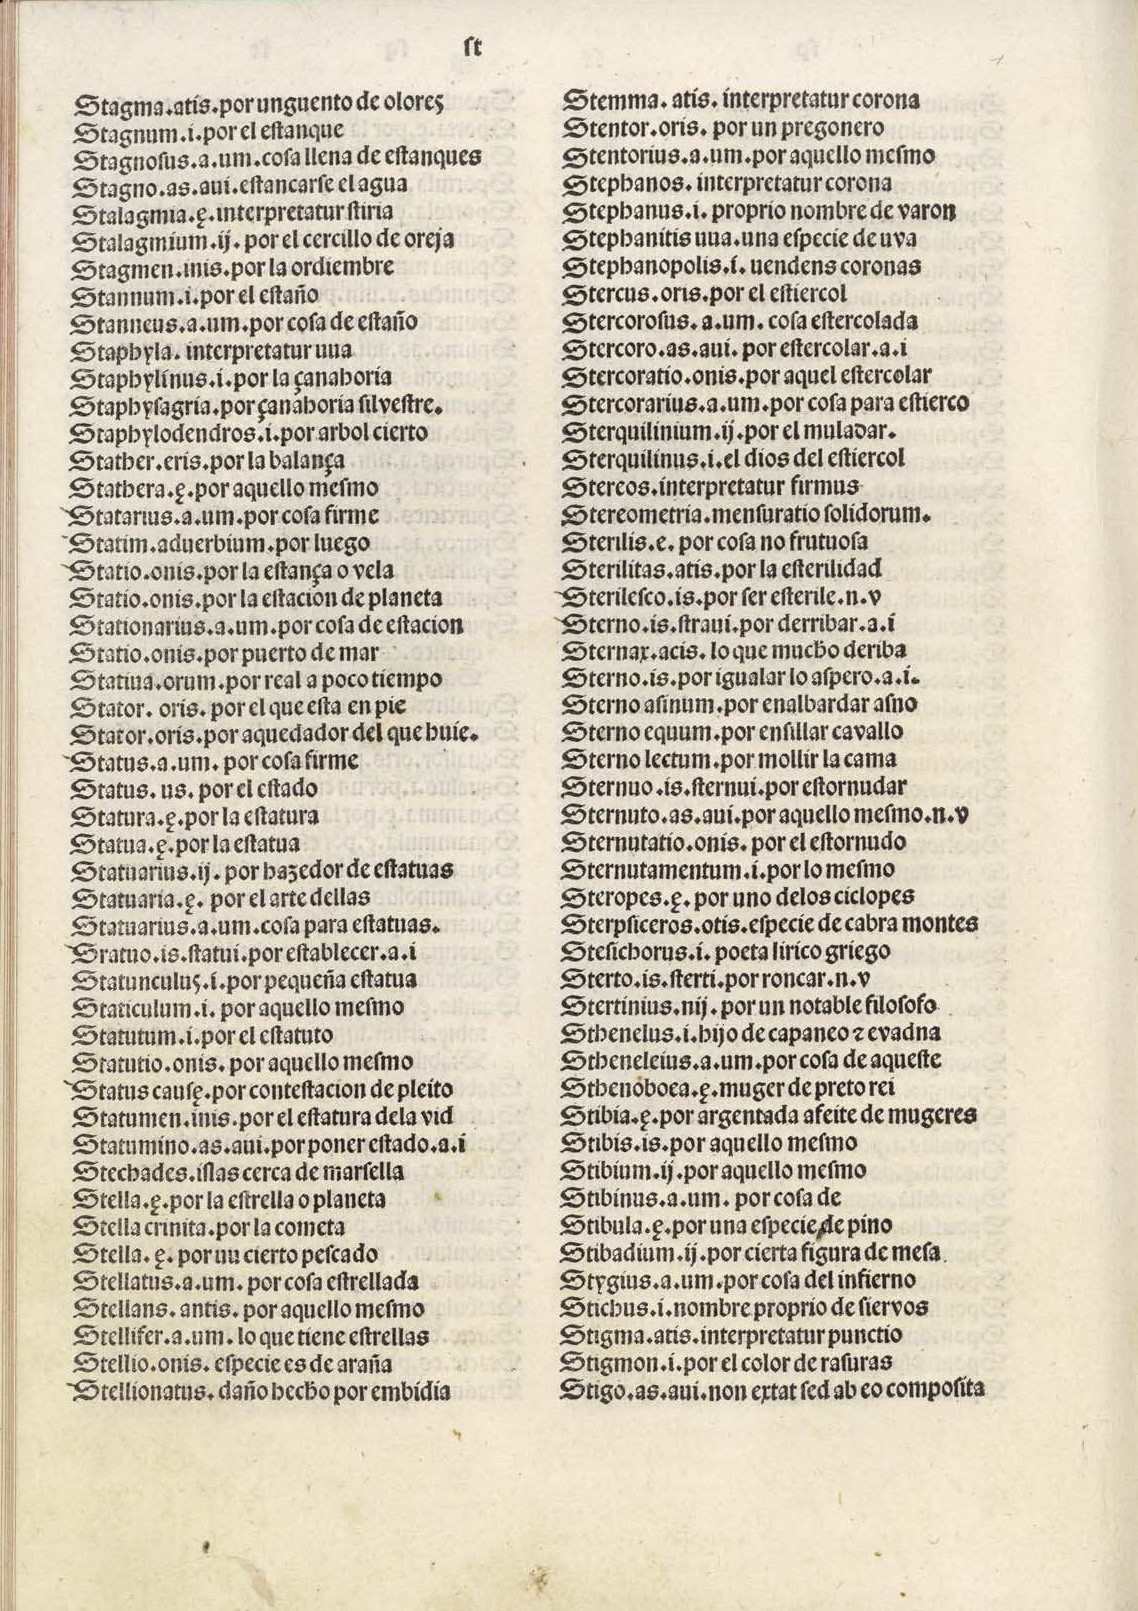 ſt
Stagma.atis.por unguento de olores
Stagnum.i.por el eſtanque
Stagnoſus.a.um.coſa llena de eſtanques
Stagno.as.aui.eſtancarſe el agua
Stalagmia.ę.interpretatur ſtiria
Stalagmium.ij.por el cercillo de oreja
Stagmen.inis.por la ordiembre
Stannum.i.por el eſtaño
Stanneus.a.um.por coſa de eſtaño
Staphyla. interpretatur uua
Staphylinus.i.por la çanahoria
Staphyſagria.por çanahoria ſilveſtre.
Staphylodendros.i.por arbol cierto
Stather.eris.por la balança
Stathera.ę.por aquello meſmo
Statarius.a.um.por coſa firme
Statim.aduerbium.por luego
Statio.onis.por la eſtança o vela
Statio.onis.por la eſtacion de planeta
Stationarius.a.um.por coſa de eſtacion
Statio.onis.por puerto de mar
Statiua.orum.por real a poco tiempo
Stator. oris. por el que eſta en pie
Stator.oris.por aquedador del que huie.
Status.a.um. por coſa firme
Status. us. por el eſtado
Statura.ę.por la eſtatura
Statua.ę.por la eſtatua
Statuarius.ij. por hazedor de eſtatuas
Statuaria.ę. por el arte dellas
Statuarius.a.um.coſa para eſtatuas.
Sratuo.is.ſtatui.por eſtablecer.a.i
Statunculus.i.por pequeña eſtatua
Staticulum.i. por aquello meſmo
Statutum.i.por el eſtatuto
Statutio.onis. por aquello meſmo
Status cauſę.por conteſtacion de pleito
Statumen.inis.por el eſtatura dela vid
Statumino.as.aui.por poner eſtado.a.i
Stechades.iſlas cerca de marſella
Stella.ę.por la eſtrella o planeta
Stella crinita.por la cometa
Stella. ę. por un cierto peſcado
Stellatus.a.um. por coſa eſtrellada
Stellans. antis. por aquello meſmo
Stellifer.a.um. lo que tiene eſtrellas
Stellio.onis. eſpecie es de araña
Stellionatus. daño hecho por embidia
Stemma. atis. interpretatur corona
Stentor.oris. por un pregonero
Stentorius.a.um.por aquello meſmo
Stephanos. interpretatur corona
Stephanus.i. proprio nombre de varon
Stephanitis uua.una eſpecie de uva
Stephanopolis.i. uendens coronas
Stercus.oris.por el eſtiercol
Stercoroſus.a.um. coſa eſtercolada
Stercoro.as.aui. por eſtercolar.a.i
Stercoratio.onis.por aquel eſtercolar
Stercorarius.a.um.por coſa para eſtierco
Sterquilinium.ij.por el muladar.
Sterquilinus.i.el dios del eſtiercol
Stereos.interpretatur firmus
Stereometria.menſuratio ſolidorum.
Sterilis.e. por coſa no frutuoſa
Sterilitas.atis.por la eſterilidad
Sterileſco.is.por ſer eſterile.n.v
Sterno.is.ſtraui.por derribar.a.i
Sternax.acis. lo que mucho deriba
Sterno.is.por igualar lo aſpero.a.i.
Sterno aſinum.por enalbardar aſno
Sterno equum.por enſillar cavallo
Sterno lectum.por mollir la cama
Sternuo.is.ſternui.por eſtornudar
Sternuto.as.aui.por aquello meſmo.n.v
Sternutatio.onis. por el eſtornudo
Sternutamentum.i.por lo meſmo
Steropes.ę. por uno delos ciclopes
Sterpſiceros.otis.eſpecie de cabra montes
Steſichorus.i. poeta lirico griego
Sterto.is.ſterti.por roncar.n.v
Stertinius.nij. por un notable filoſofo
Sthenelus.i.hijo de capaneo ⁊ evadna
Stheneleius.a.um.por coſa de aqueſte
Sthenoboea.ę.muger de preto rei
Stibia.ę.por argentada afeite de mugeres
Stibis.is.por aquello meſmo
Stibium.ij.por aquello meſmo
Stibinus.a.um. por coſa de
Stibula.ę.por una eſpecie de pino
Stibadium.ij.por cierta figura de meſa.
Stygius.a.um.por coſa del infierno
Stichus.i.nombre proprio de ſiervos
Stigma.atis.interpretatur punctio
Stigmon.i.por el color de raſuras
Stigo.as.aui.non extat ſed ab eo compoſita